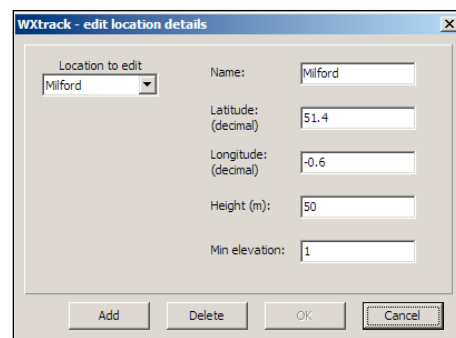 WXtrack - edit location details
Location to edit
Milford
Name:
Milford
Latitude:
(decimal)
51.4
Longitude:
(decimal)
-0.6
Height (m):
50
Min elevation:
1
Add
Delete
OK
Cancel